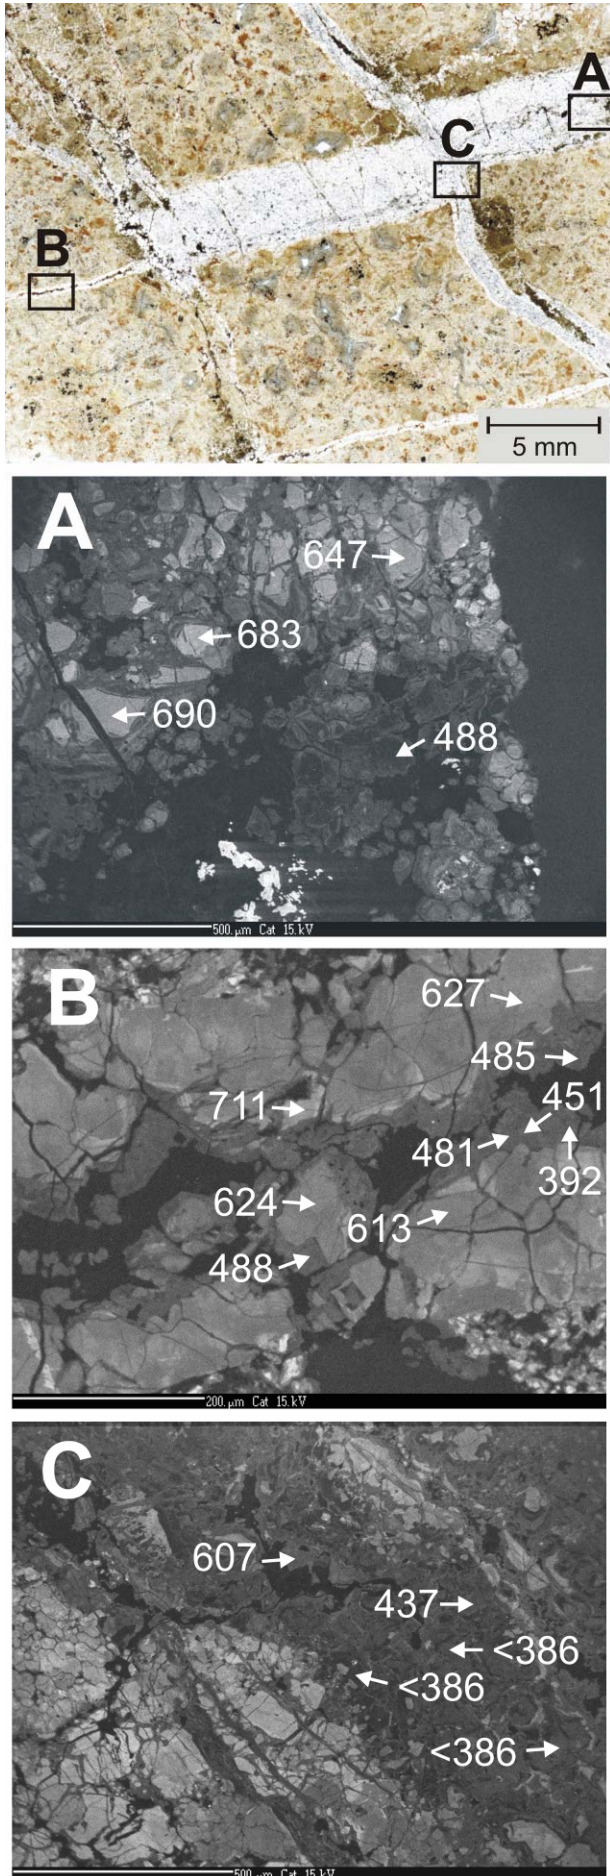 A
C
B
5 mm
A
647
683
690
488
500. µm Cat 15.kV
B
627
485
451
711
481
392
624
613
488
200. µm Cat 15.kV
C
607
437
<386
<386
<386
500. µm Cat 15.kV